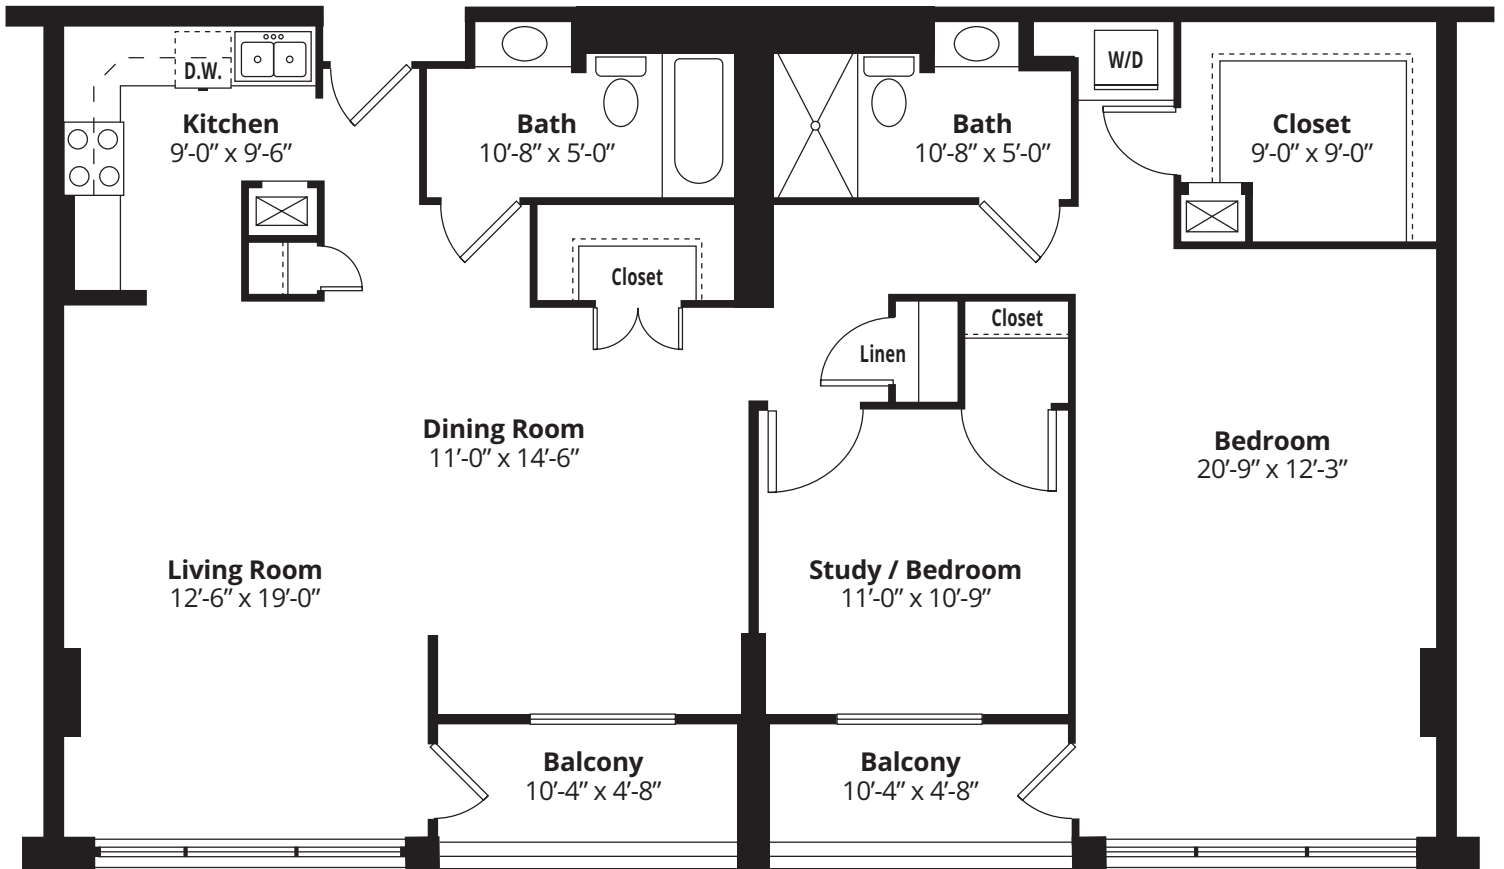 D.W.
W/D
Kitchen
9’-0” x 9’-6”
Bath
10’-8” x 5’-0”
Bath
10’-8” x 5’-0”
Closet
9’-0” x 9’-0”
Closet
Closet
Linen
Dining Room
11’-0” x 14’-6”
Bedroom
20’-9” x 12’-3”
Living Room
12’-6” x 19’-0”
Study / Bedroom
11’-0” x 10’-9”
Balcony
10’-4” x 4’-8”
Balcony
10’-4” x 4’-8”